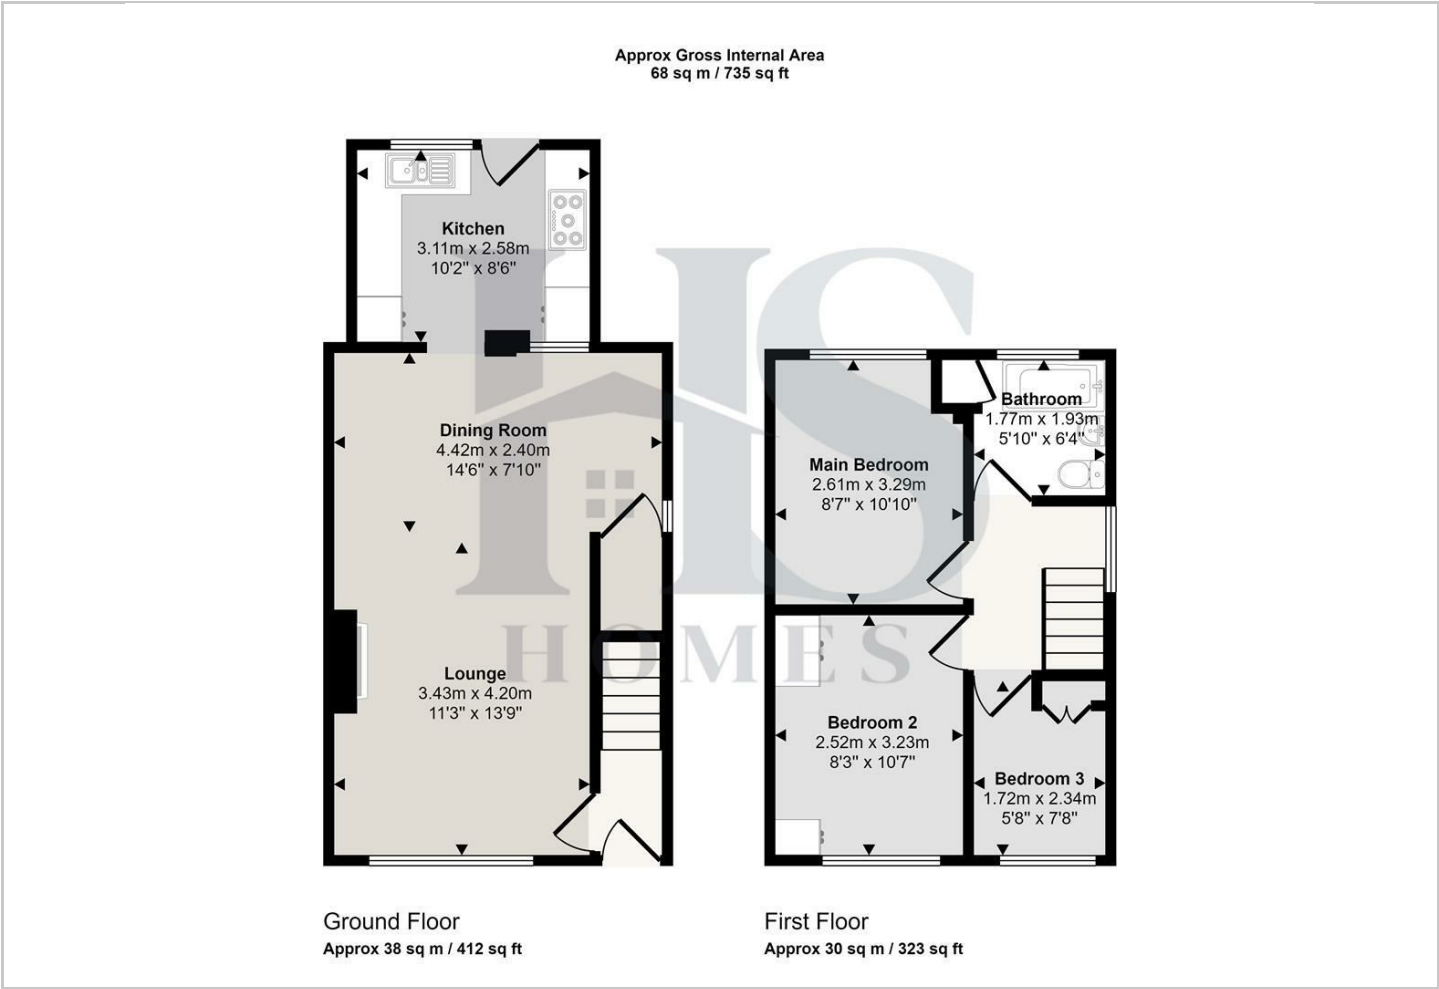 Approx Gross Internal Area
68 sq m / 735 sq ft
Kitchen
3.11m x 2.58m
10'2" x 8'6"
Dining Room
4.42m x 2.40m
14'6" x 7'10"
Lounge
3.43m x 4.20m
11'3" x 13'9"
Main Bedroom
2.61m x 3.29m
8'7" x 10'10"
Bathroom
1.77m x 1.93m
5'10" x 6'4"
Bedroom 2
2.52m x 3.23m
8'3" x 10'7"
Bedroom 3
1.72m x 2.34m
5'8" x 7'8"
HS
HOMES
Ground Floor
Approx 38 sq m / 412 sq ft
First Floor
Approx 30 sq m / 323 sq ft